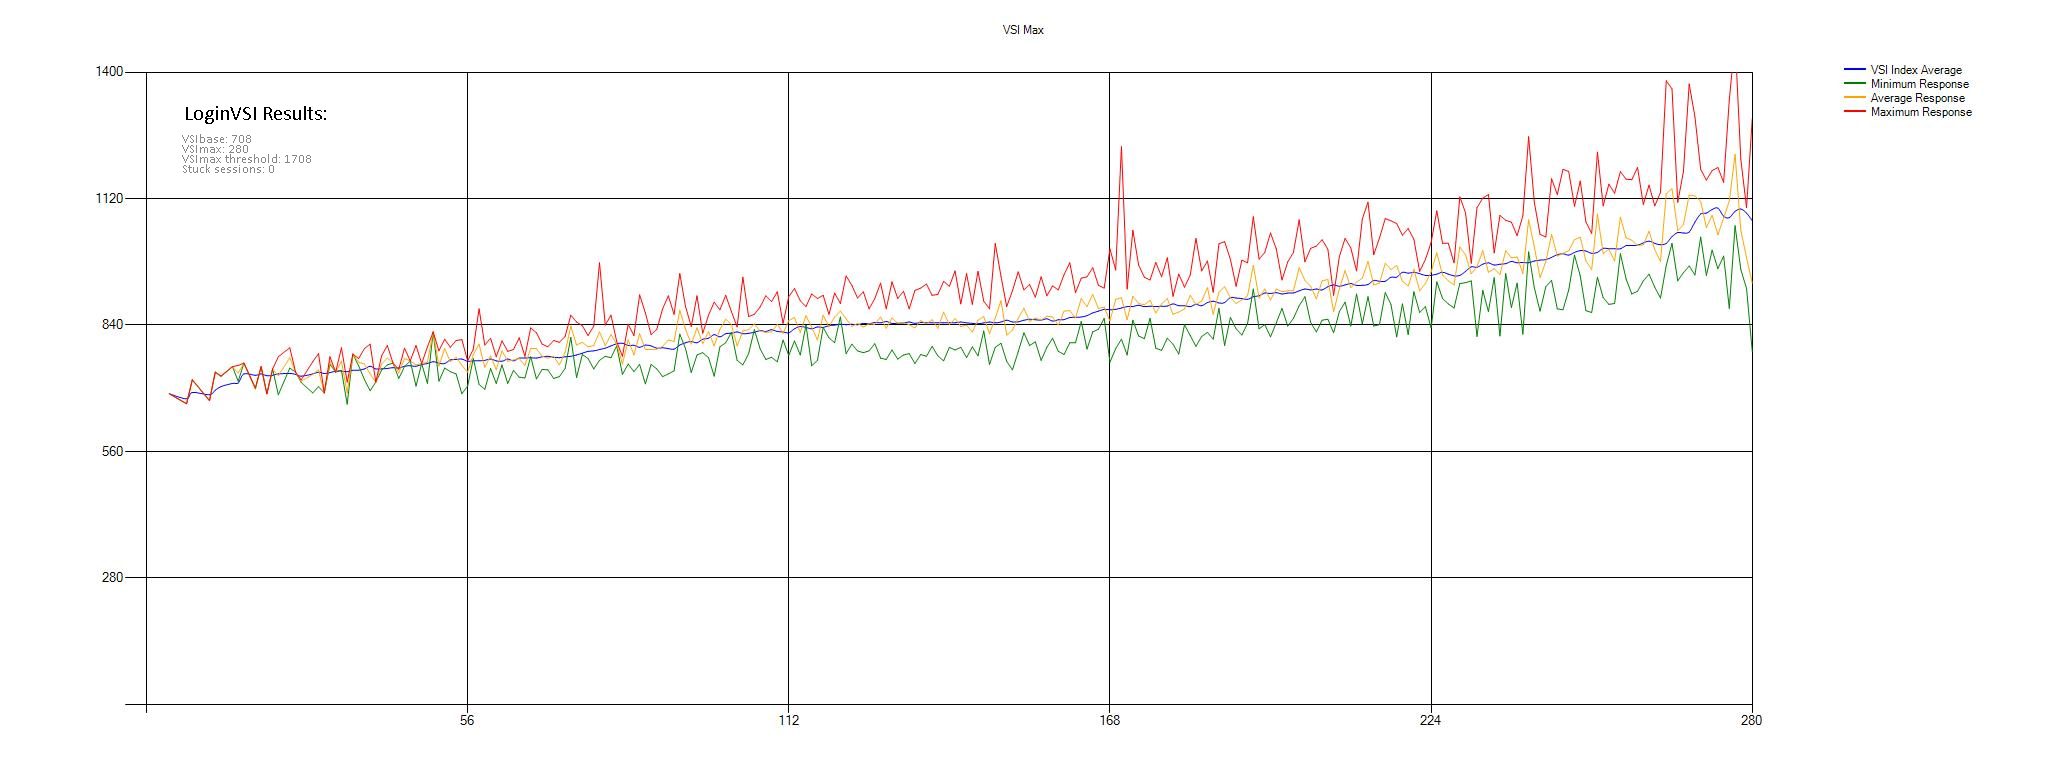 VSI Max
1400
1120
840
560
280
LoginVSI Results:
VSIbase: 708
VSImax: 280
VSImax threshold: 1708
Stuck sessions: 0
VSI Index Average
Minimum Response
Average Response
Maximum Response
56
112
168
224
280